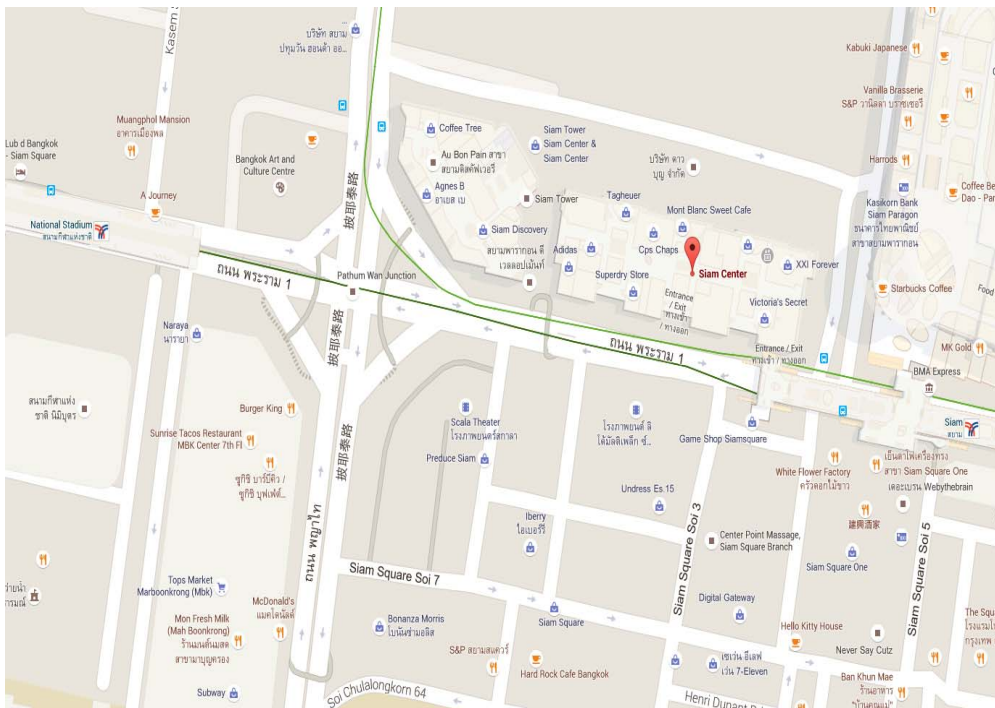 Kasem S
บริษัท สยาม
ปทุมวัน ฮอนด้า ออ...
Kabuki Japanese
Vanilla Brasserie
S&P วานิลลา บราซเซอรี
Muangphol Mansion
อาคารเมืองพล
Lub d Bangkok
- Siam Square
Bangkok Art and
Culture Centre
A Journey
Coffee Tree
Au Bon Pain สาขา
สยามดิสคัฟเวอรี
Agnes B
อาเยส เบ
Siam Tower
Siam Center &
Siam Center
บริษัท ดาว
บุญ จำกัด
Harrods
Kasikorn Bank
Siam Paragon
ธนาคารไทยพาณิชย์
สาขาสยามพารากอน
Coffee Be
Dao - Par
披耶泰路
Siam Tower
Tagheuer
Mont Blanc Sweet Cafe
National Stadium
สนามกีฬาแห่งชาติ
Siam Discovery
สยามพารากอน ดี
เวลลอปเม้นท์
Adidas
Cps Chaps
Siam Center
XXI Forever
ถนน พระราม 1
Pathum Wan Junction
Superdry Store
Entrance
/ Exit
ทางเข้า
/ ทางออก
Victoria's Secret
Starbucks Coffee
Food
Naraya
นารายา
披耶泰路
ถนน พระราม 1
Entrance / Exit
ทางเข้า / ทางออก
MK Gold
BMA Express
สนามกีฬาแห่ง
ชาติ นิมิบุตร
Burger King
Scala Theater
โรงภาพยนตร์สกาลา
โรงภาพยนต์ ลิ
โด้มัลติเพล็ก ซ์...
Game Shop Siamsquare
Siam
สยาม
Sunrise Tacos Restaurant
MBK Center 7th Fl
披耶泰路
Preduce Siam
White Flower Factory
ครัวดอกไม้ขาว
เย็นตาโฟเครื่องทรง
สาขา Siam Square One
เดอะเบรน Webythebrain
ซูกิชิ บาร์บีคิว /
ซูกิชิ บุฟเฟ่ต์...
Undress Es.15
建興酒家
ถนน พญาไท
Iberry
ไอเบอร์รี่
Siam Square Soi 3
Center Point Massage,
Siam Square Branch
Siam Square Soi 5
Siam Square One
Siam Square Soi 7
Tops Market
Marboonkrong (Mbk)
McDonald's
แมคโดนัลด์
Mon Fresh Milk
(Mah Boonkrong)
ร้านมนต์นมสด
สาขามาบุญครอง
Bonanza Morris
โบนันซ่ามอลิส
Siam Square
Digital Gateway
Hello Kitty House
The Squ
โรงแรมโน
กรุงเทพ
Never Say Cutz
S&P สยามสแควร์
Hard Rock Cafe Bangkok
เซเว่น อีเลฟ
เว่น 7-Eleven
Subway
Soi Chulalongkorn 64
Henri Dunant
Ban Khun Mae
ร้านอาหาร
"บ้านคุณแม่"